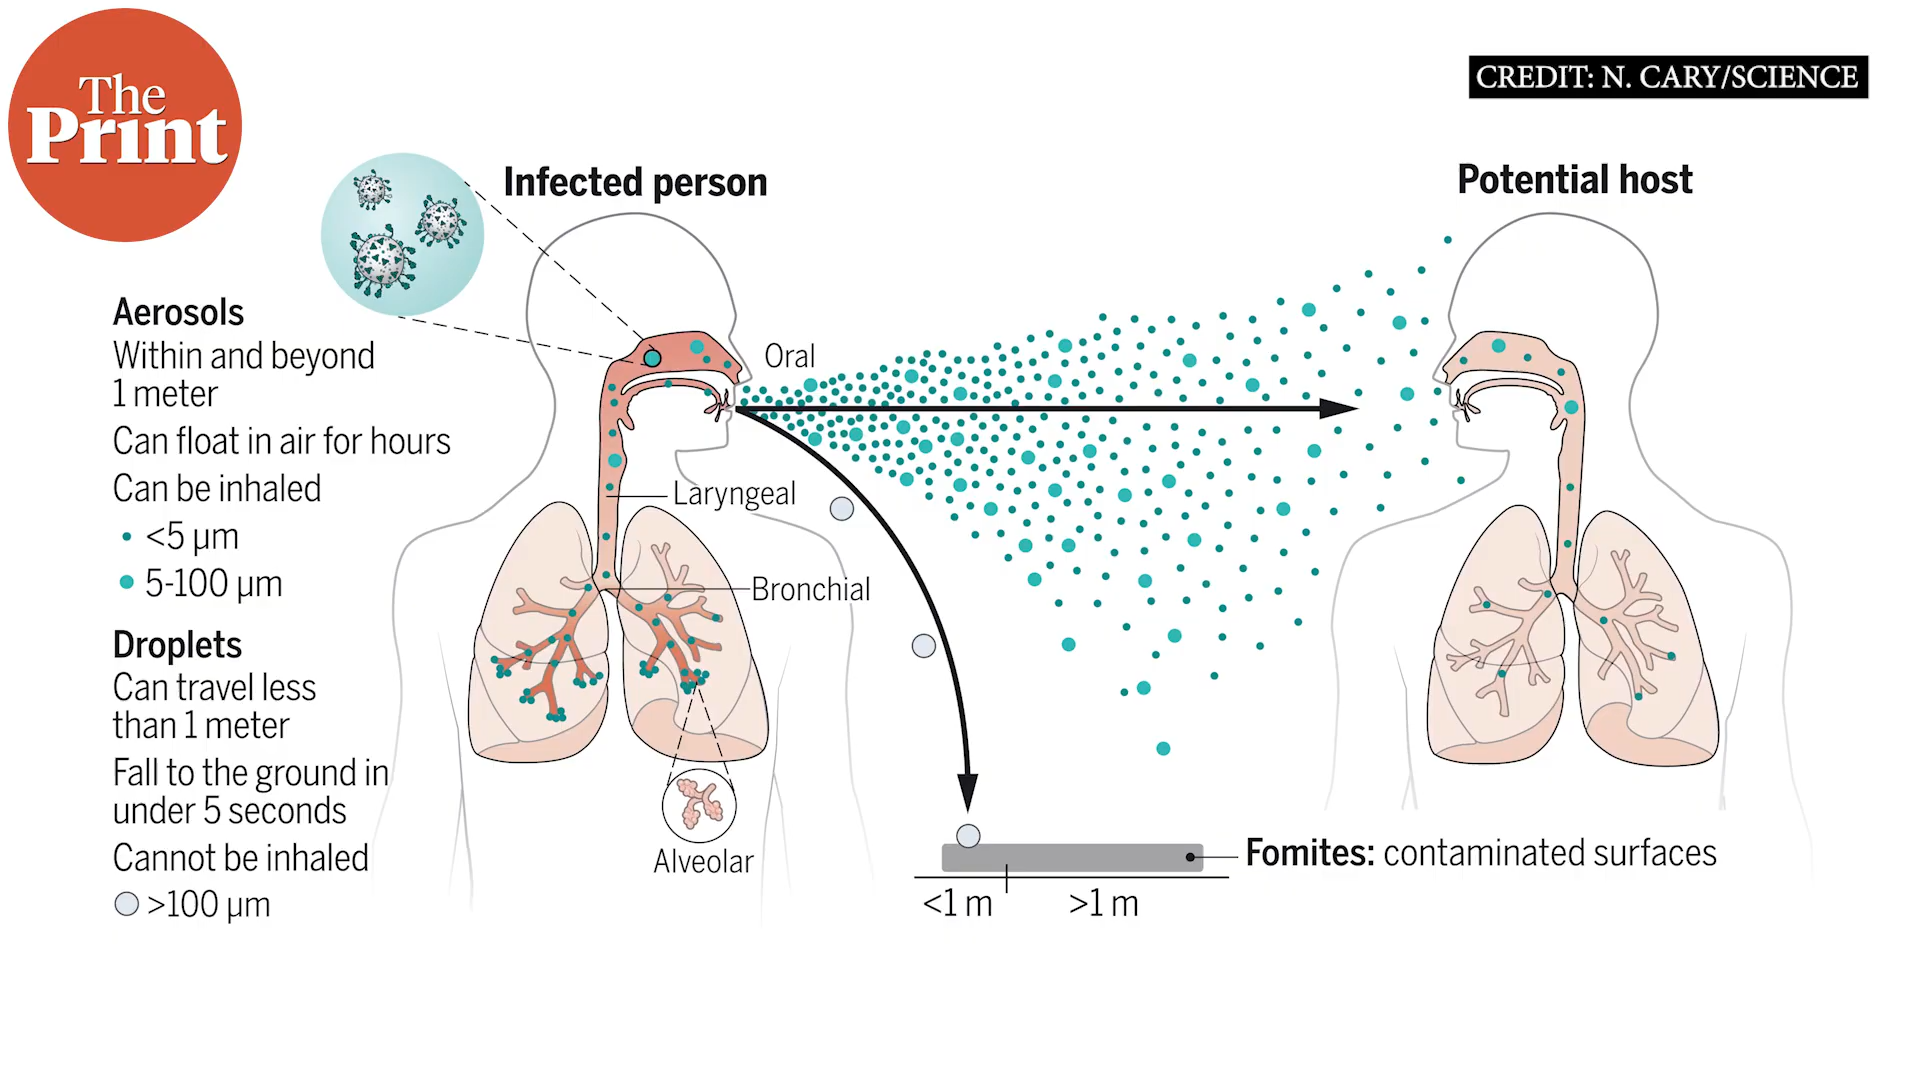 The
Print
CREDIT: N. CARY/SCIENCE
Infected person
Potential host
Aerosols
Within and beyond
1 meter
Can float in air for hours
Can be inhaled
<5 µm
5-100 µm
Droplets
Can travel less
than 1 meter
Fall to the ground in
under 5 seconds
Cannot be inhaled
>100 µm
Oral
Laryngeal
Bronchial
Alveolar
Fomites: contaminated surfaces
<1 m
>1 m